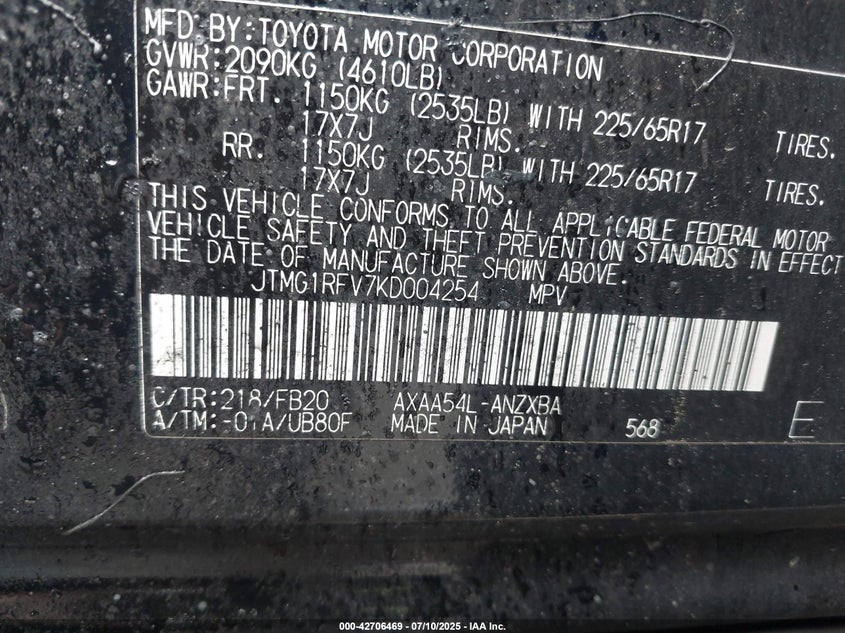 MFD.BY:TOYOTA MOTOR CORPORATION
GVWR:2090KG (4610LB)
GAWR:FRT. 1150KG (2535LB) WITH 225/65R17 TIRES.
17X7J RIMS.
RR. 1150KG (2535LB) WITH 225/65R17 TIRES.
17X7J RIMS.
THIS VEHICLE CONFORMS TO ALL APPLICABLE FEDERAL MOTOR
VEHICLE SAFETY AND THEFT PREVENTION STANDARDS IN EFFECT
THE DATE OF MANUFACTURE SHOWN ABOVE.
JTMG1RFV7KD004254 MPV
C/TR:218/FB20 AXAA54L-ANZXBA
A/TM:-01A/UB80F MADE IN JAPAN 568 E
000-42706469 - 07/10/2025 - IAA Inc.